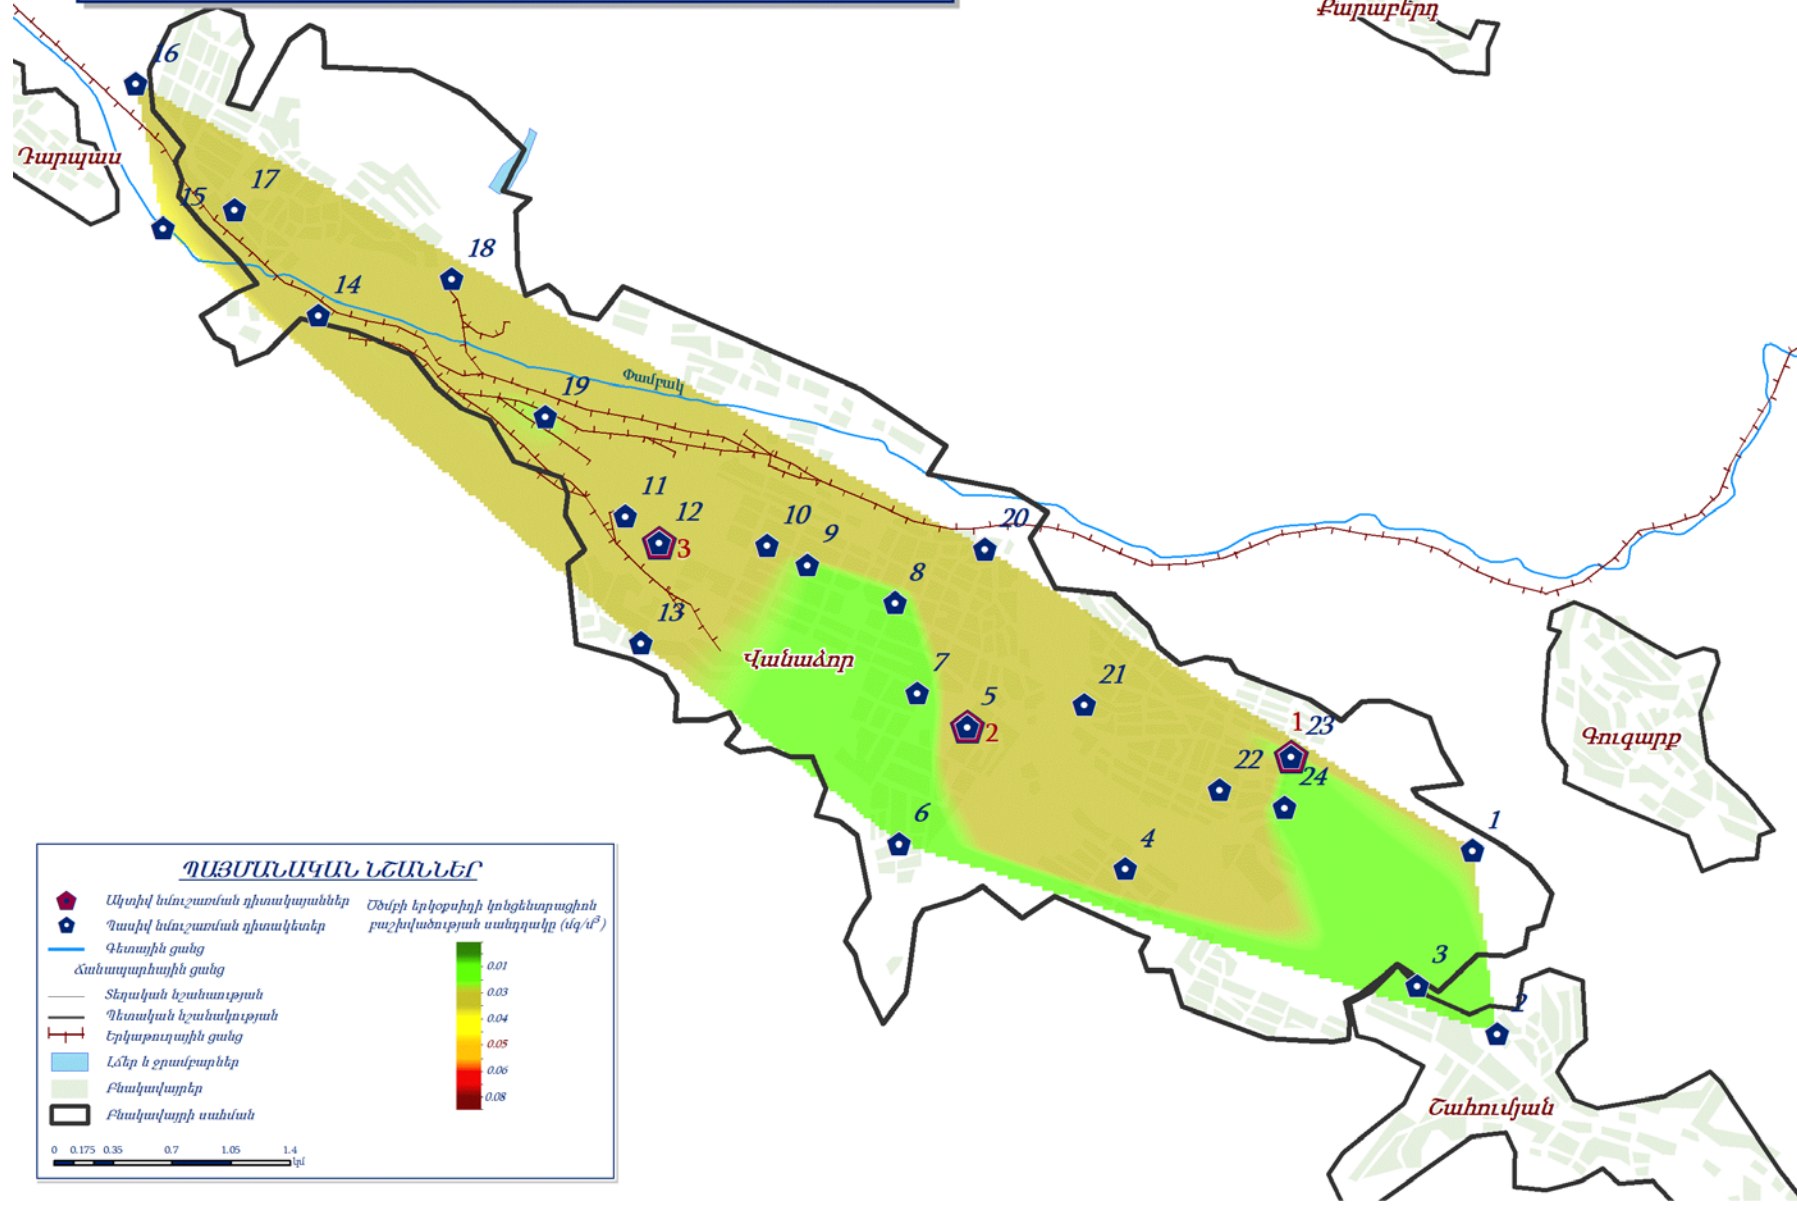 Քարաբերդ
16
Դարպաս
17
15
18
14
19
Փամբակ
11
12
3
10
9
20
8
13
Վանաձոր
7
21
5
2
1
23
22
24
6
4
1
Գուգարք
3
2
Շահումյան
ՊԱՅՄԱՆԱԿԱՆ ՆՇԱՆՆԵՐ
Ակտիվ նմուշառման դիտակայաններ
Պասիվ նմուշառման դիտակետեր
Գետային ցանց
Ճանապարհային ցանց
Տեղական նշանաության
Պետական նշանակության
Երկաթուղային ցանց
Լճեր և ջրամբարներ
Բնակավայրեր
Բնակավայրի սահման
Ծծմբի երկօքսիդի կոնցենտրացիոն
բաշխվածության սանդղակը (մգ/մ³)
0.01
0.03
0.04
0.05
0.06
0.08
0 0.175 0.35 0.7 1.05 1.4
կմ